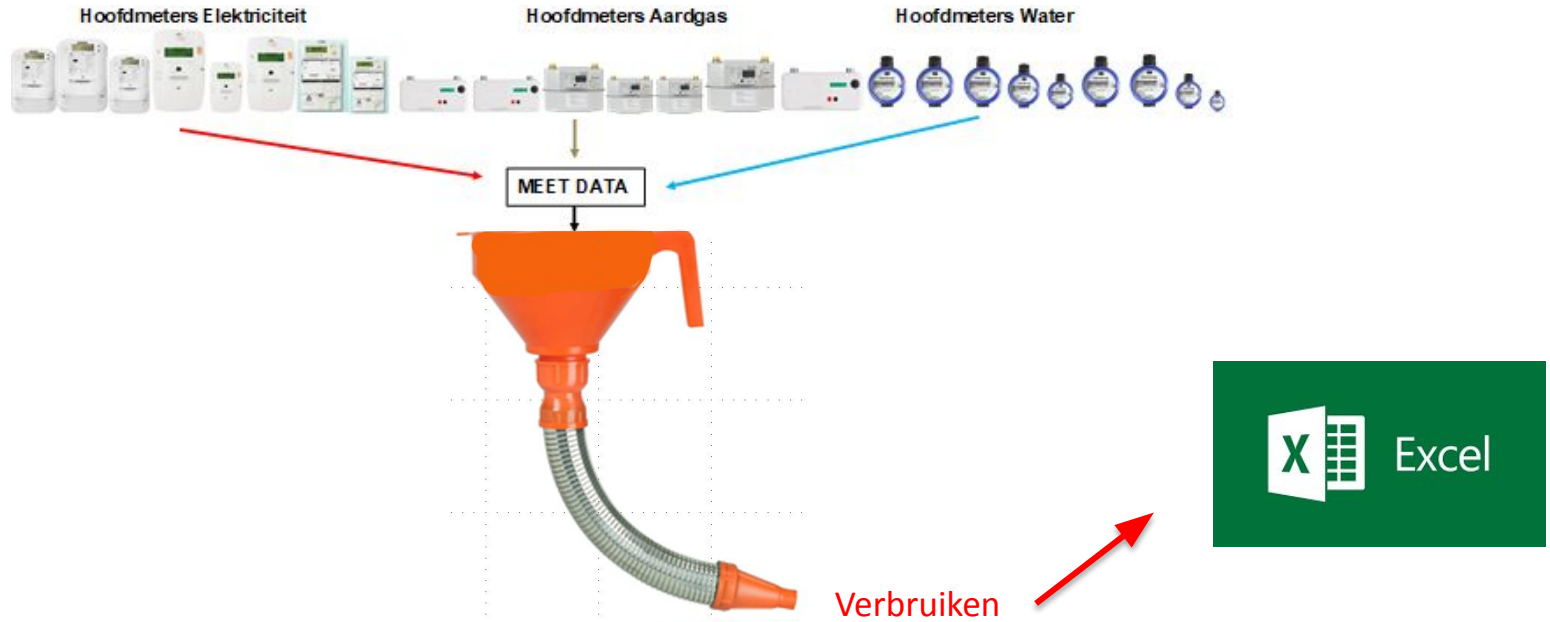 Hoofdmeters Elektriciteit
Hoofdmeters Aardgas
Hoofdmeters Water
MEET DATA
Verbruiken
X Excel